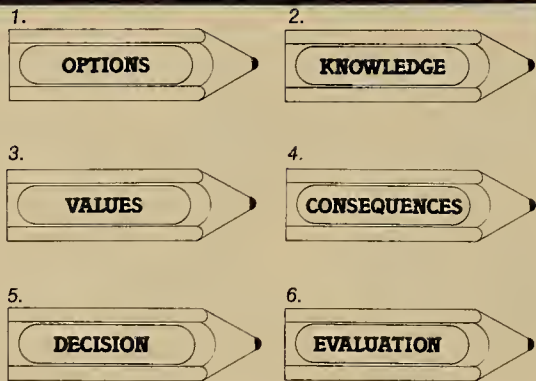 1.
OPTIONS
2.
KNOWLEDGE
3.
VALUES
4.
CONSEQUENCES
5.
DECISION
6.
EVALUATION